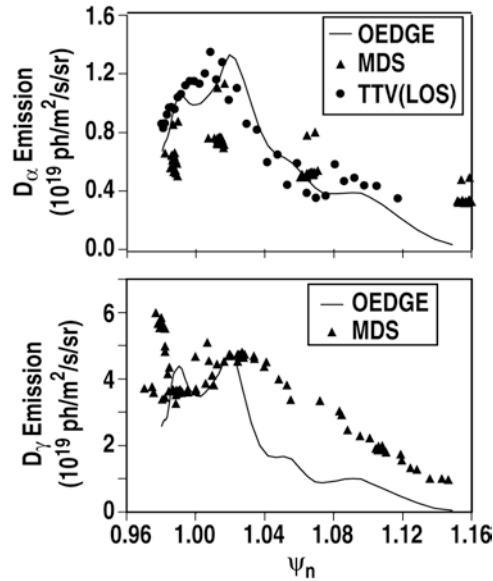 1.6
1.2
0.8
0.4
0.0
Dα Emission
(10¹⁹ ph/m²/s/sr)
OEDGE
MDS
TTV(LOS)
6
4
2
0
Dγ Emission
(10¹⁹ ph/m²/s/sr)
OEDGE
MDS
0.96 1.00 1.04 1.08 1.12 1.16
Ψn